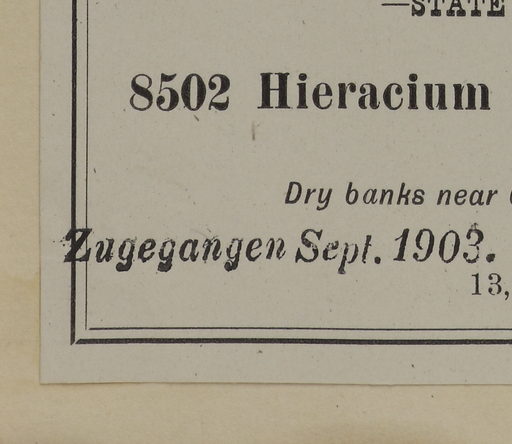 —STATE
8502 Hieracium
Dry banks near
Zugegangen Sept. 1903.
13,